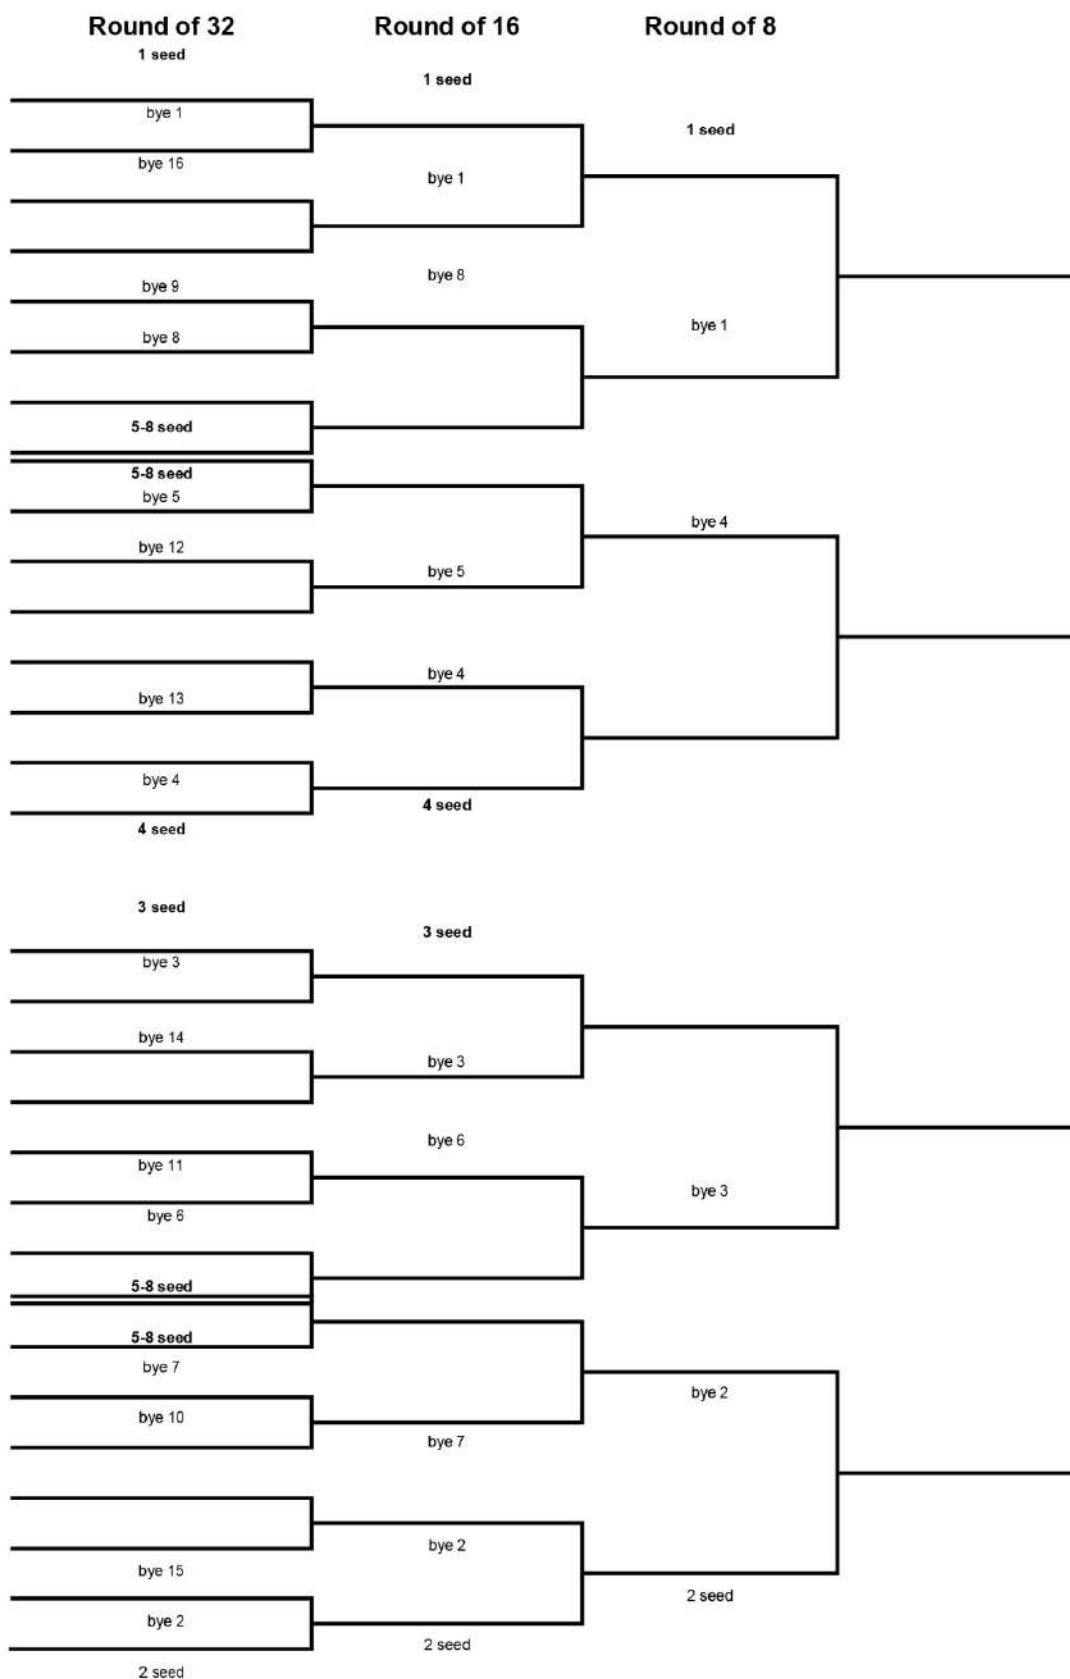 Round of 32
Round of 16
Round of 8
1 seed
1 seed
bye 1
1 seed
bye 16
bye 1
bye 8
bye 9
bye 1
bye 8
5-8 seed
5-8 seed
bye 5
bye 4
bye 12
bye 5
bye 4
bye 13
bye 4
4 seed
4 seed
3 seed
3 seed
bye 3
bye 14
bye 3
bye 6
bye 11
bye 3
bye 6
5-8 seed
5-8 seed
bye 7
bye 2
bye 10
bye 7
bye 2
bye 15
2 seed
bye 2
2 seed
2 seed